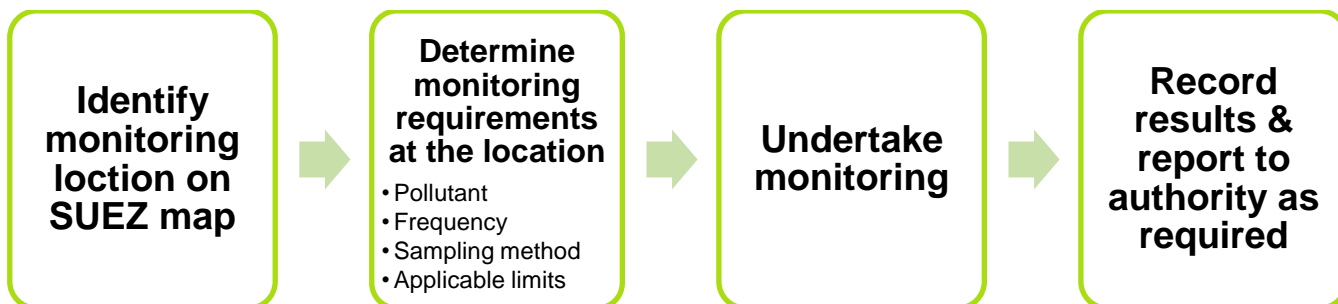 Identify
monitoring
loction on
SUEZ map
Determine
monitoring
requirements
at the location
• Pollutant
• Frequency
• Sampling method
• Applicable limits
Undertake
monitoring
Record
results &
report to
authority as
required